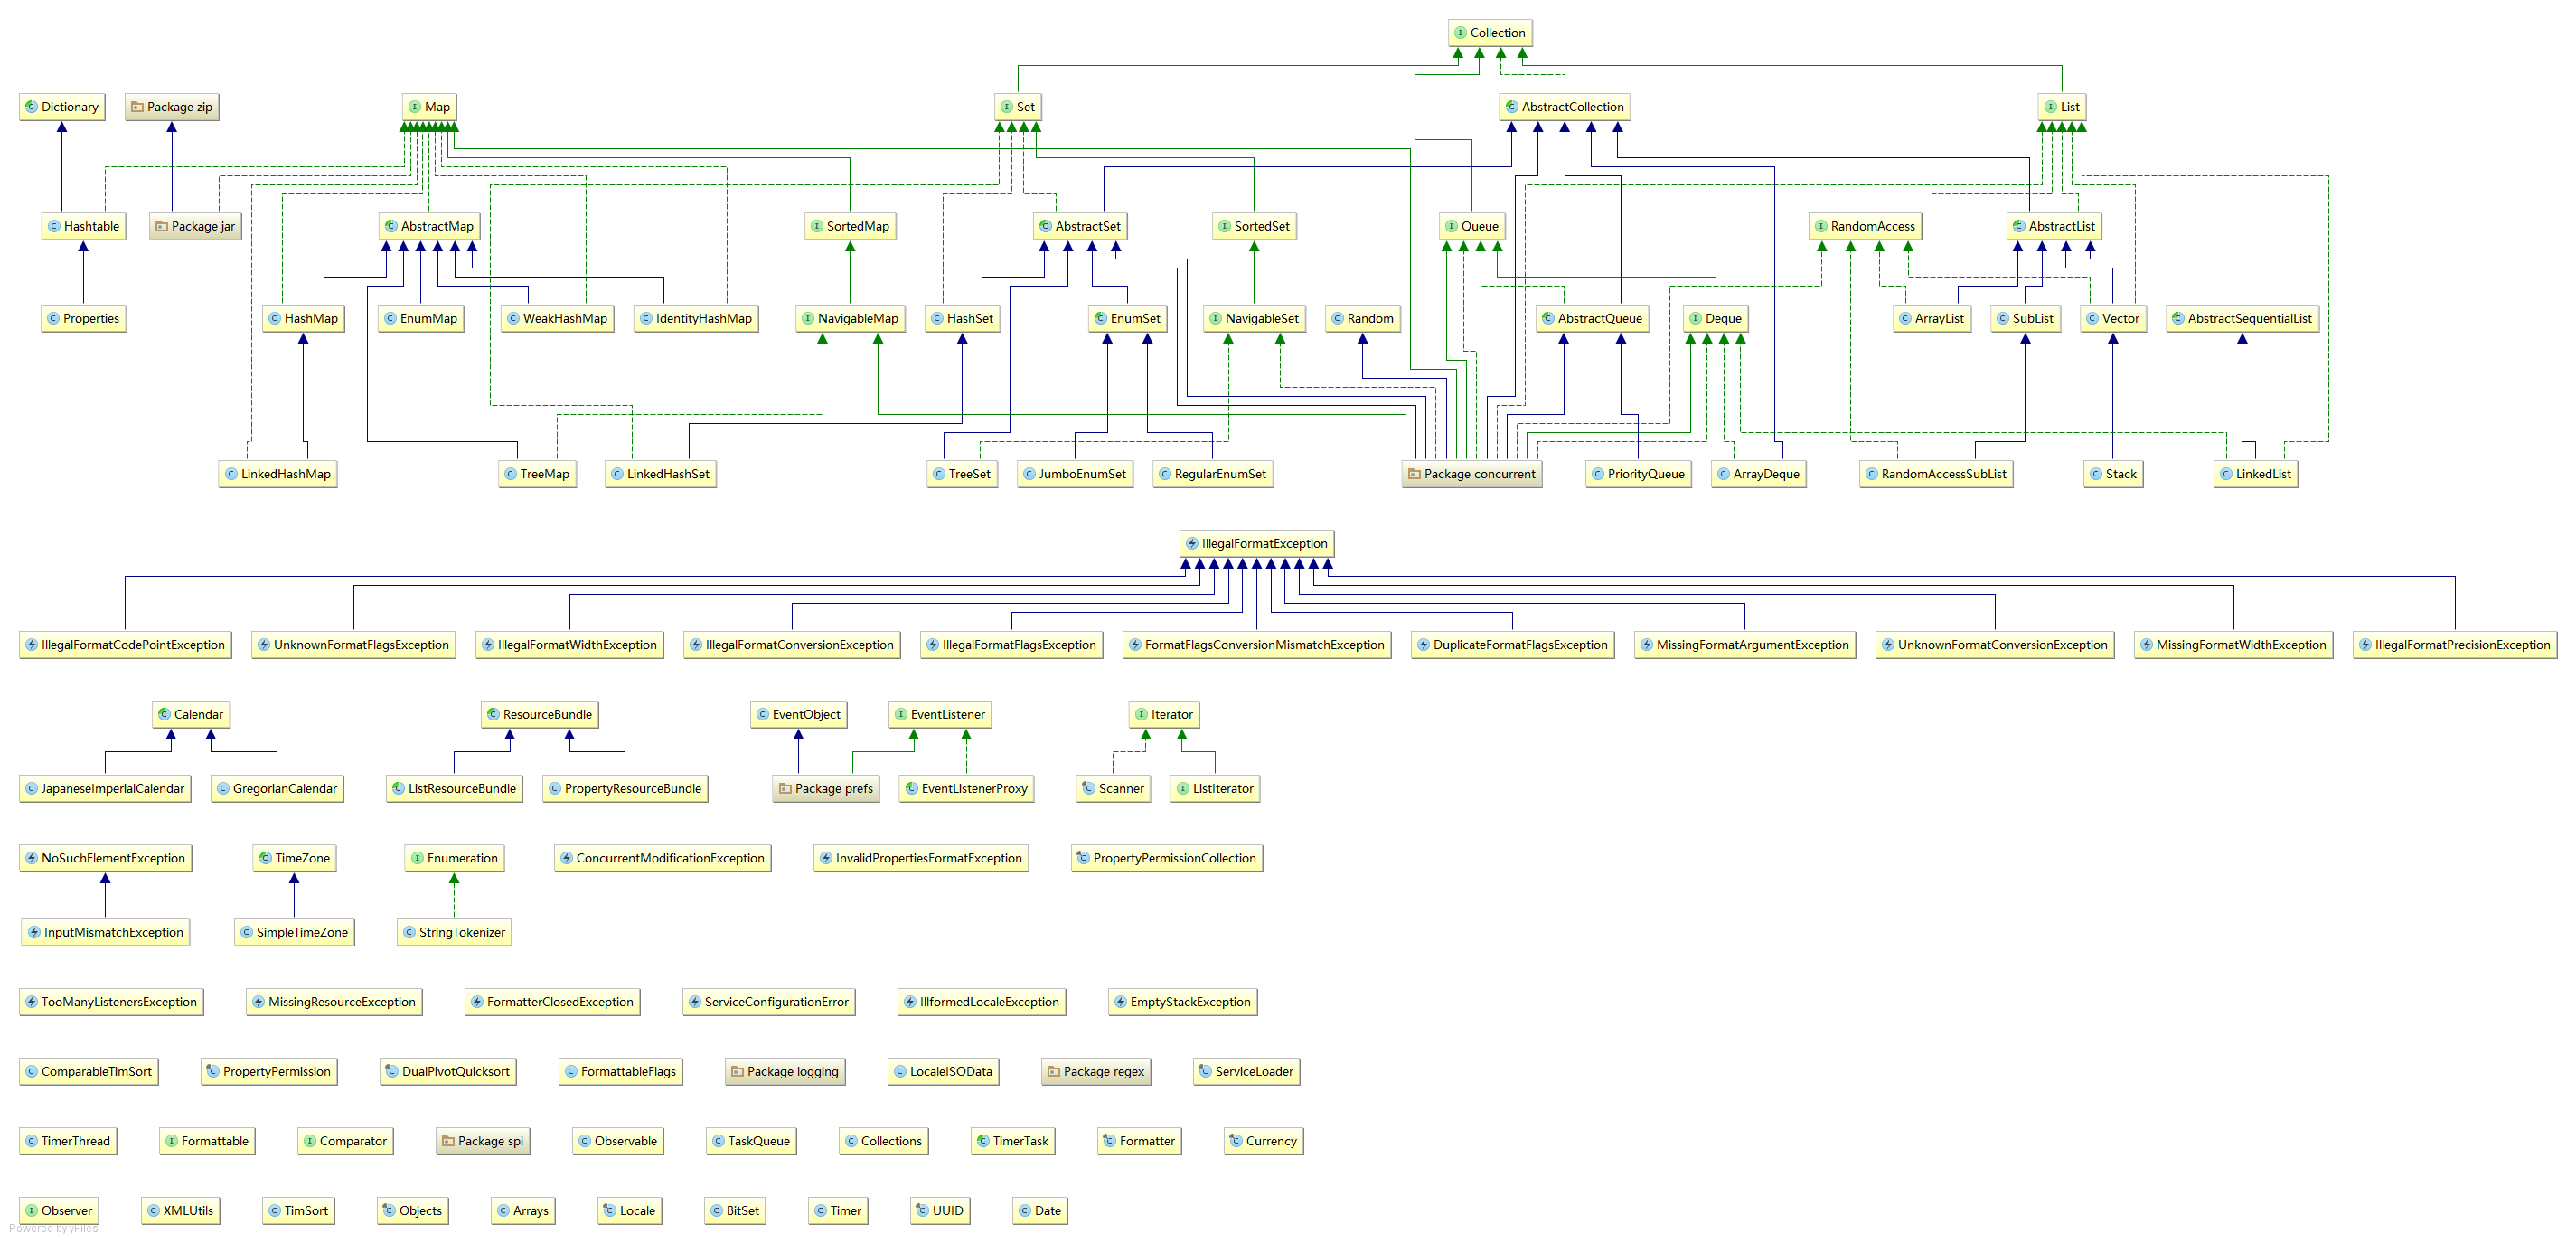 Collection
Dictionary
Package zip
Map
Set
AbstractCollection
List
Hashtable
Package jar
AbstractMap
SortedMap
AbstractSet
SortedSet
Queue
RandomAccess
AbstractList
Properties
HashMap
EnumMap
WeakHashMap
IdentityHashMap
NavigableMap
HashSet
EnumSet
NavigableSet
Random
AbstractQueue
Deque
ArrayList
SubList
Vector
AbstractSequentialList
LinkedHashMap
TreeMap
LinkedHashSet
TreeSet
JumboEnumSet
RegularEnumSet
Package concurrent
PriorityQueue
ArrayDeque
RandomAccessSubList
Stack
LinkedList
IllegalFormatException
IllegalFormatCodePointException
UnknownFormatFlagsException
IllegalFormatWidthException
IllegalFormatConversionException
IllegalFormatFlagsException
FormatFlagsConversionMismatchException
DuplicateFormatFlagsException
MissingFormatArgumentException
UnknownFormatConversionException
MissingFormatWidthException
IllegalFormatPrecisionException
Calendar
ResourceBundle
EventObject
EventListener
Iterator
JapaneseImperialCalendar
GregorianCalendar
ListResourceBundle
PropertyResourceBundle
Package prefs
EventListenerProxy
Scanner
ListIterator
NoSuchElementException
TimeZone
Enumeration
ConcurrentModificationException
InvalidPropertiesFormatException
PropertyPermissionCollection
InputMismatchException
SimpleTimeZone
StringTokenizer
TooManyListenersException
MissingResourceException
FormatterClosedException
ServiceConfigurationError
IllformedLocaleException
EmptyStackException
ComparableTimSort
PropertyPermission
DualPivotQuicksort
FormattableFlags
Package logging
LocaleISOData
Package regex
ServiceLoader
TimerThread
Formattable
Comparator
Package spi
Observable
TaskQueue
Collections
TimerTask
Formatter
Currency
Observer
XMLUtils
TimSort
Objects
Arrays
Locale
BitSet
Timer
UUID
Date
Powered by yFiles